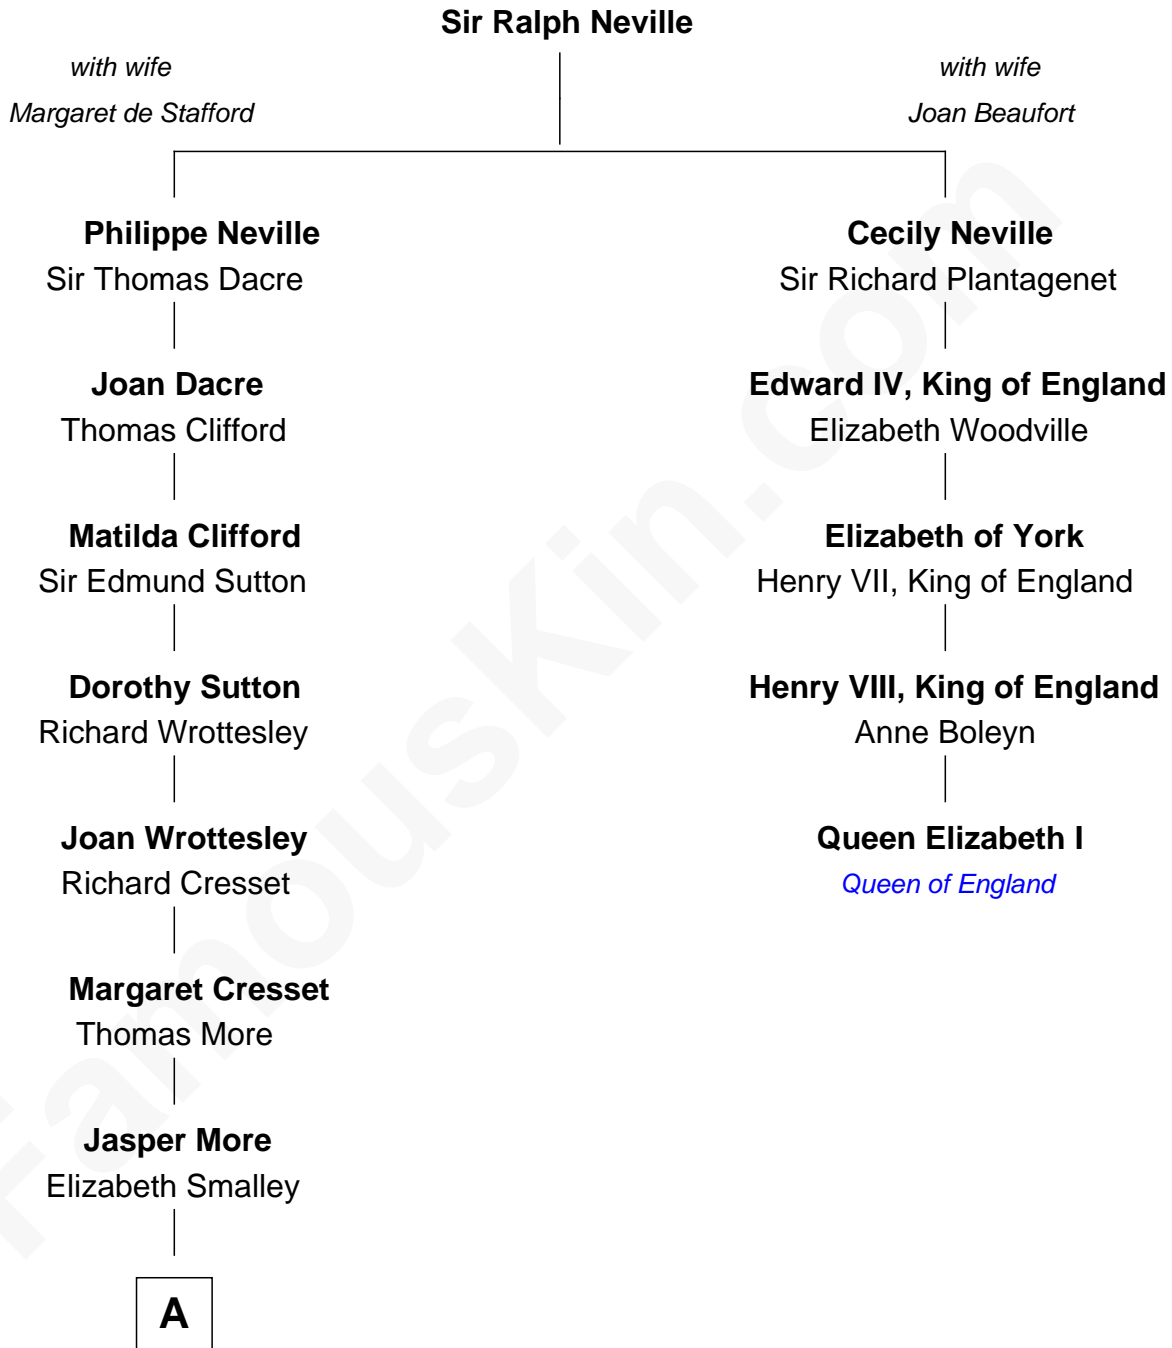 Sir Ralph Neville
with wife
Margaret de Stafford
with wife
Joan Beaufort
Philippe Neville
Sir Thomas Dacre
Cecily Neville
Sir Richard Plantagenet
Joan Dacre
Thomas Clifford
Edward IV, King of England
Elizabeth Woodville
Matilda Clifford
Sir Edmund Sutton
Elizabeth of York
Henry VII, King of England
Dorothy Sutton
Richard Wrottesley
Henry VIII, King of England
Anne Boleyn
Joan Wrottesley
Richard Cresset
Queen Elizabeth I
Queen of England
Margaret Cresset
Thomas More
Jasper More
Elizabeth Smalley
A
FamousKin.com